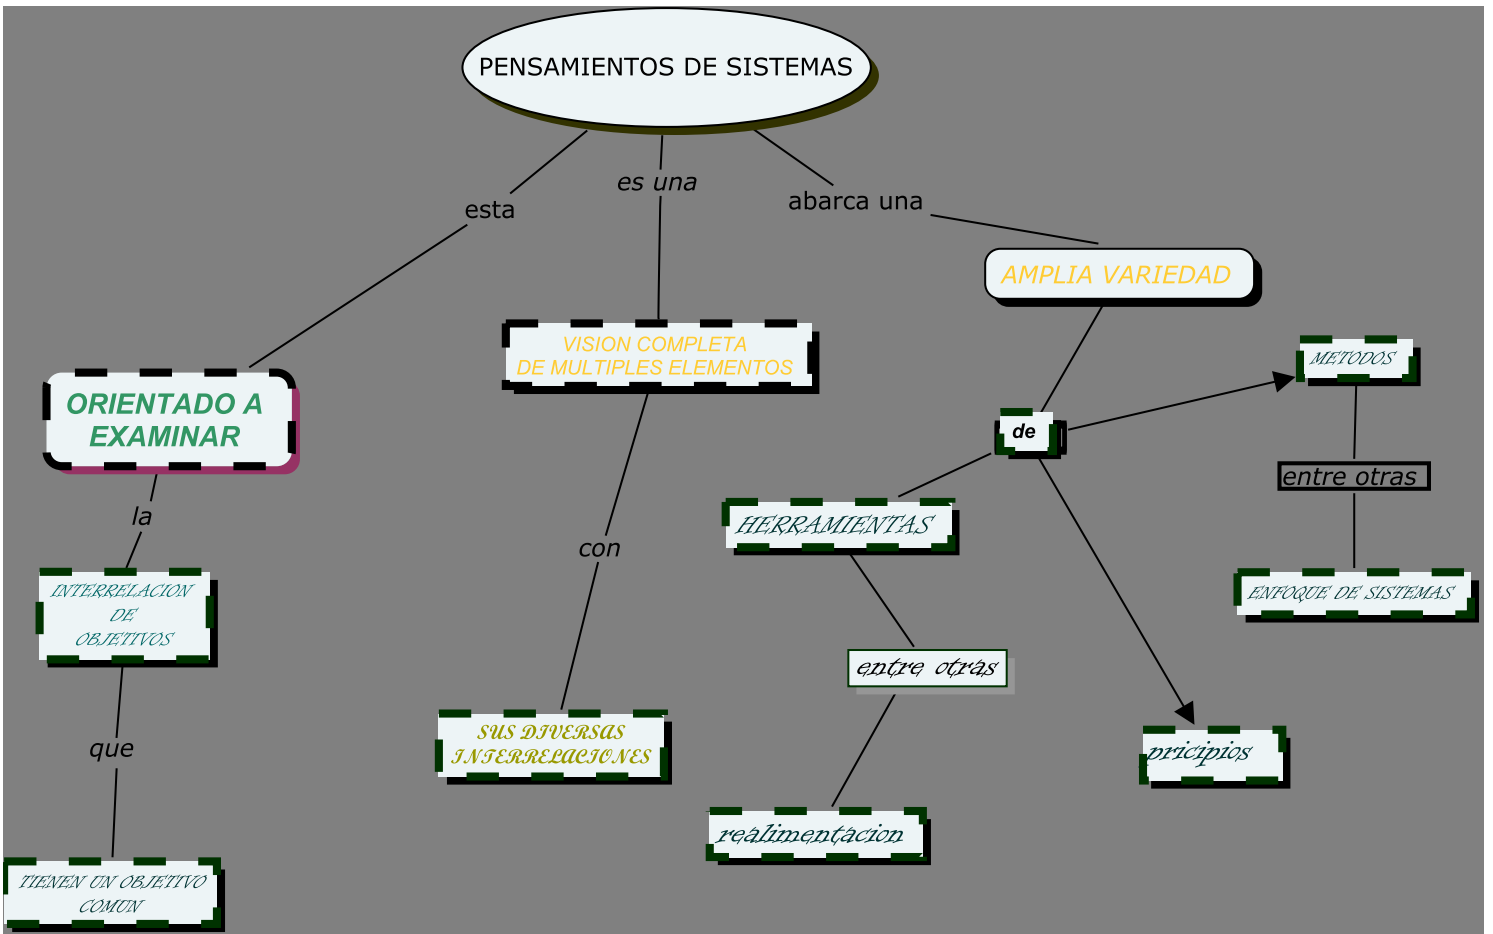 PENSAMIENTOS DE SISTEMAS
esta
es una
abarca una
AMPLIA VARIEDAD
VISION COMPLETA
DE MULTIPLES ELEMENTOS
METODOS
ORIENTADO A
EXAMINAR
de
entre otras
la
HERRAMIENTAS
con
INTERRELACION
DE
OBJETIVOS
ENFOQUE DE SISTEMAS
entre otras
SUS DIVERSAS
INTERRELACIONES
que
pricipios
realimentacion
TIENEN UN OBJETIVO
COMUN